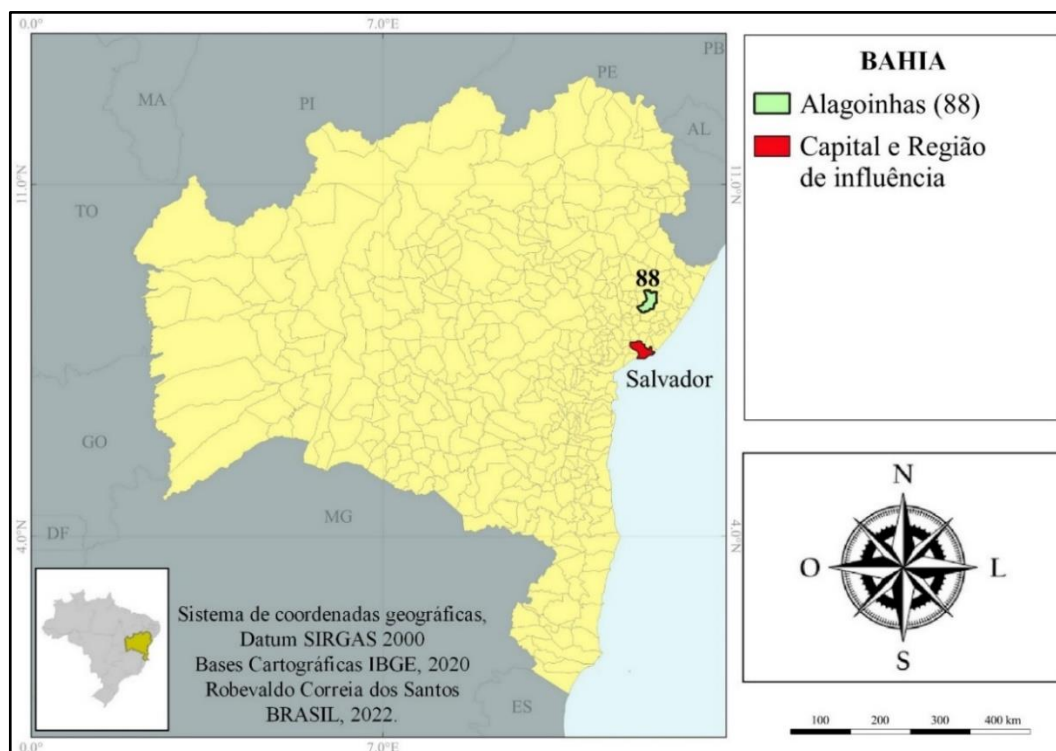 0.0°
7.0°
PB
MA
PI
PE
AL
BAHIA
Alagoinhas (88)
Capital e Região
de influência
11.0°N
11.0°N
TO
88
Salvador
GO
DF
MG
4.0°N
4.0°N
N
O
L
S
Sistema de coordenadas geográficas,
Datum SIRGAS 2000
Bases Cartográficas IBGE, 2020
Robevaldo Correia dos Santos
BRASIL, 2022.
ES
100 200 300 400 km
0.0°
7.0°